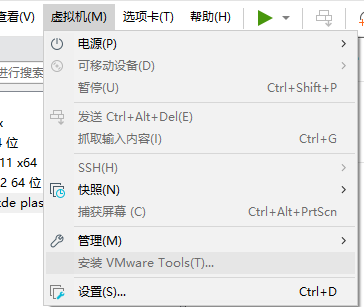 查看(V) 虚拟机(M) 选项卡(T) 帮助(H)
电源(P)
进行搜索
可移动设备(D)
暂停(U) Ctrl+Shift+P
x
发送 Ctrl+Alt+Del(E)
4 位
抓取输入内容(I) Ctrl+G
11 x64
SSH(H)
2 64 位
快照(N)
de plas
捕获屏幕 (C) Ctrl+Alt+PrtScn
管理(M)
安装 VMware Tools(T)...
设置(S)... Ctrl+D